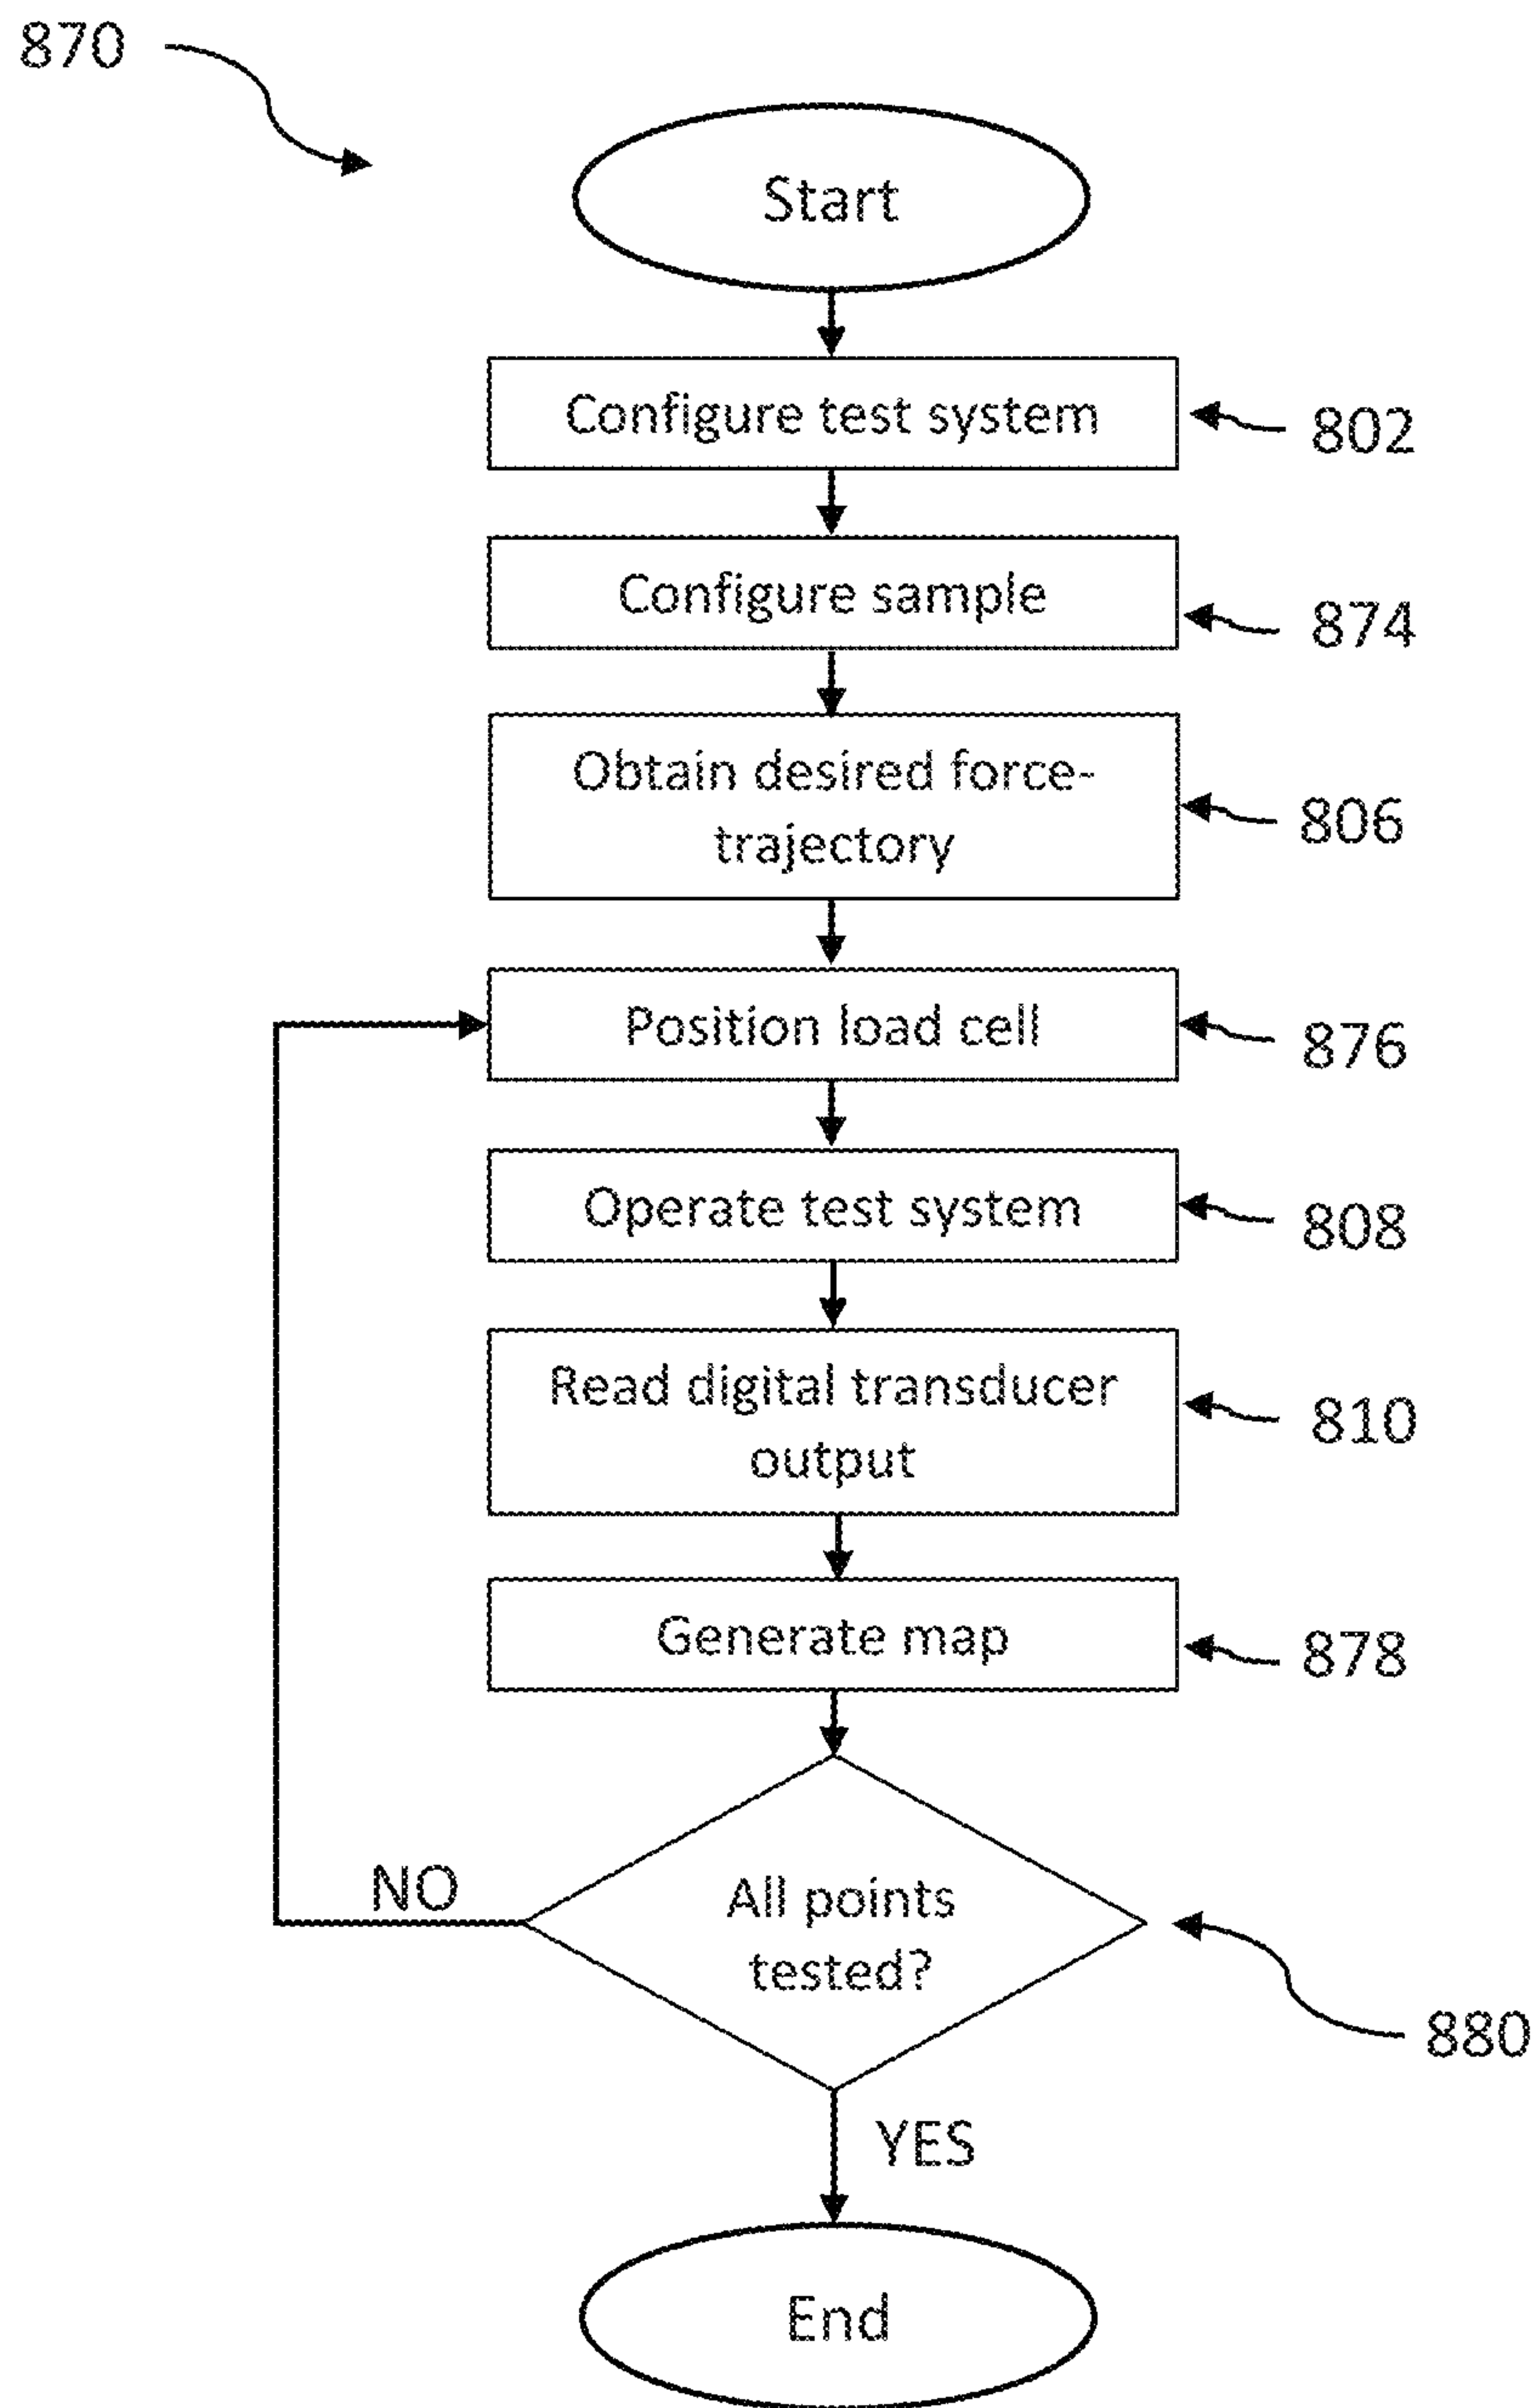 870
Start
Configure test system
802
Configure sample
874
Obtain desired force-
trajectory
806
Position load cell
876
Operate test system
808
Read digital transducer
output
810
Generate map
878
All points
tested?
NO
880
YES
End